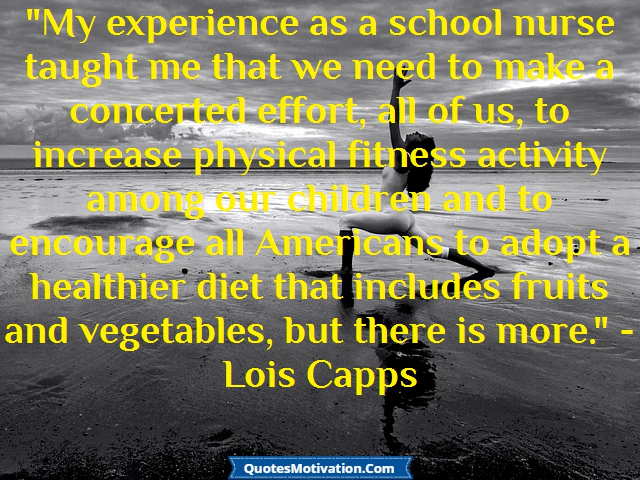 "My experience as a school nurse
taught me that we need to make a
concerted effort, all of us, to
increase physical fitness activity
among our children and to
encourage all Americans to adopt a
healthier diet that includes fruits
and vegetables, but there is more." -
Lois Capps
QuotesMotivation.Com